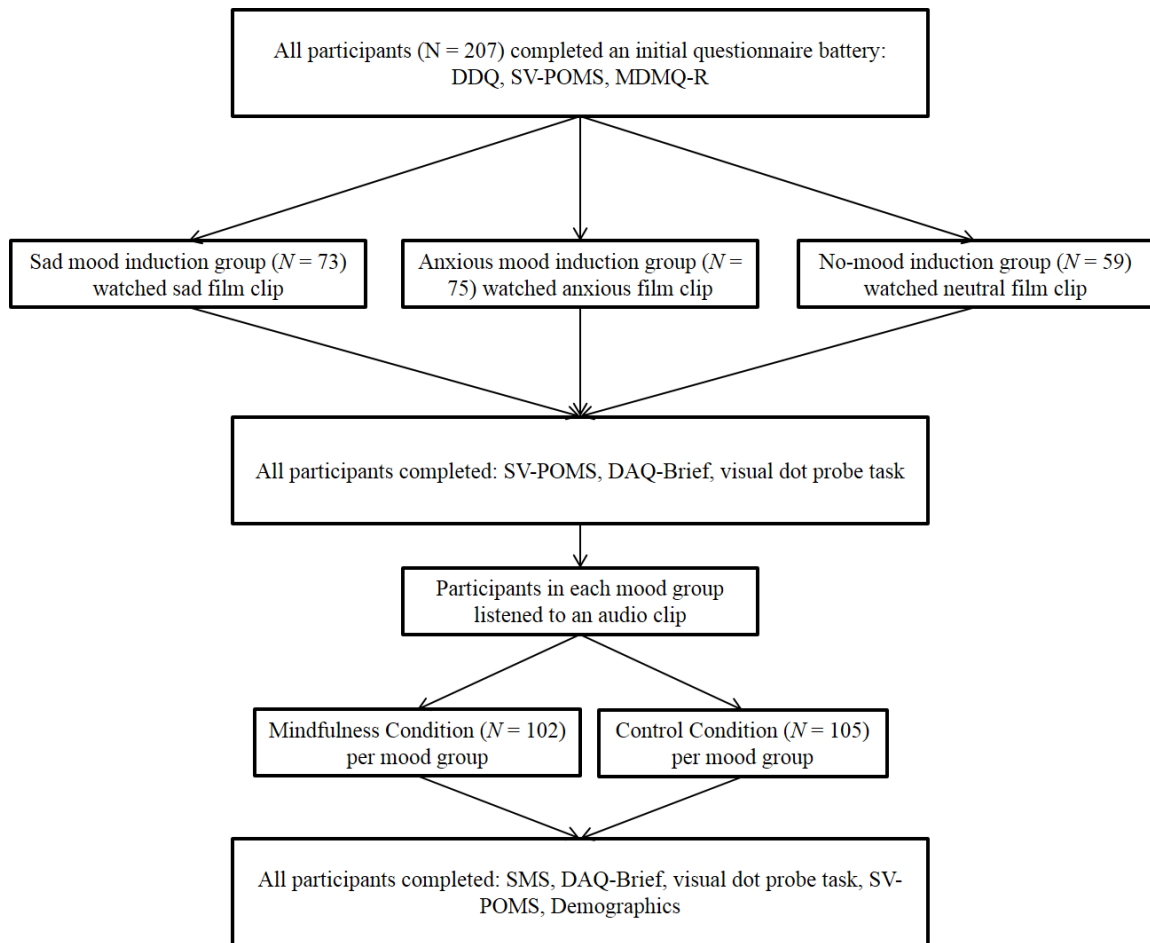 All participants (N = 207) completed an initial questionnaire battery:
DDQ, SV-POMS, MDMQ-R
Sad mood induction group (N = 73)
watched sad film clip
Anxious mood induction group (N =
75) watched anxious film clip
No-mood induction group (N = 59)
watched neutral film clip
All participants completed: SV-POMS, DAQ-Brief, visual dot probe task
Participants in each mood group
listened to an audio clip
Mindfulness Condition (N = 102)
per mood group
Control Condition (N = 105)
per mood group
All participants completed: SMS, DAQ-Brief, visual dot probe task, SV-
POMS, Demographics